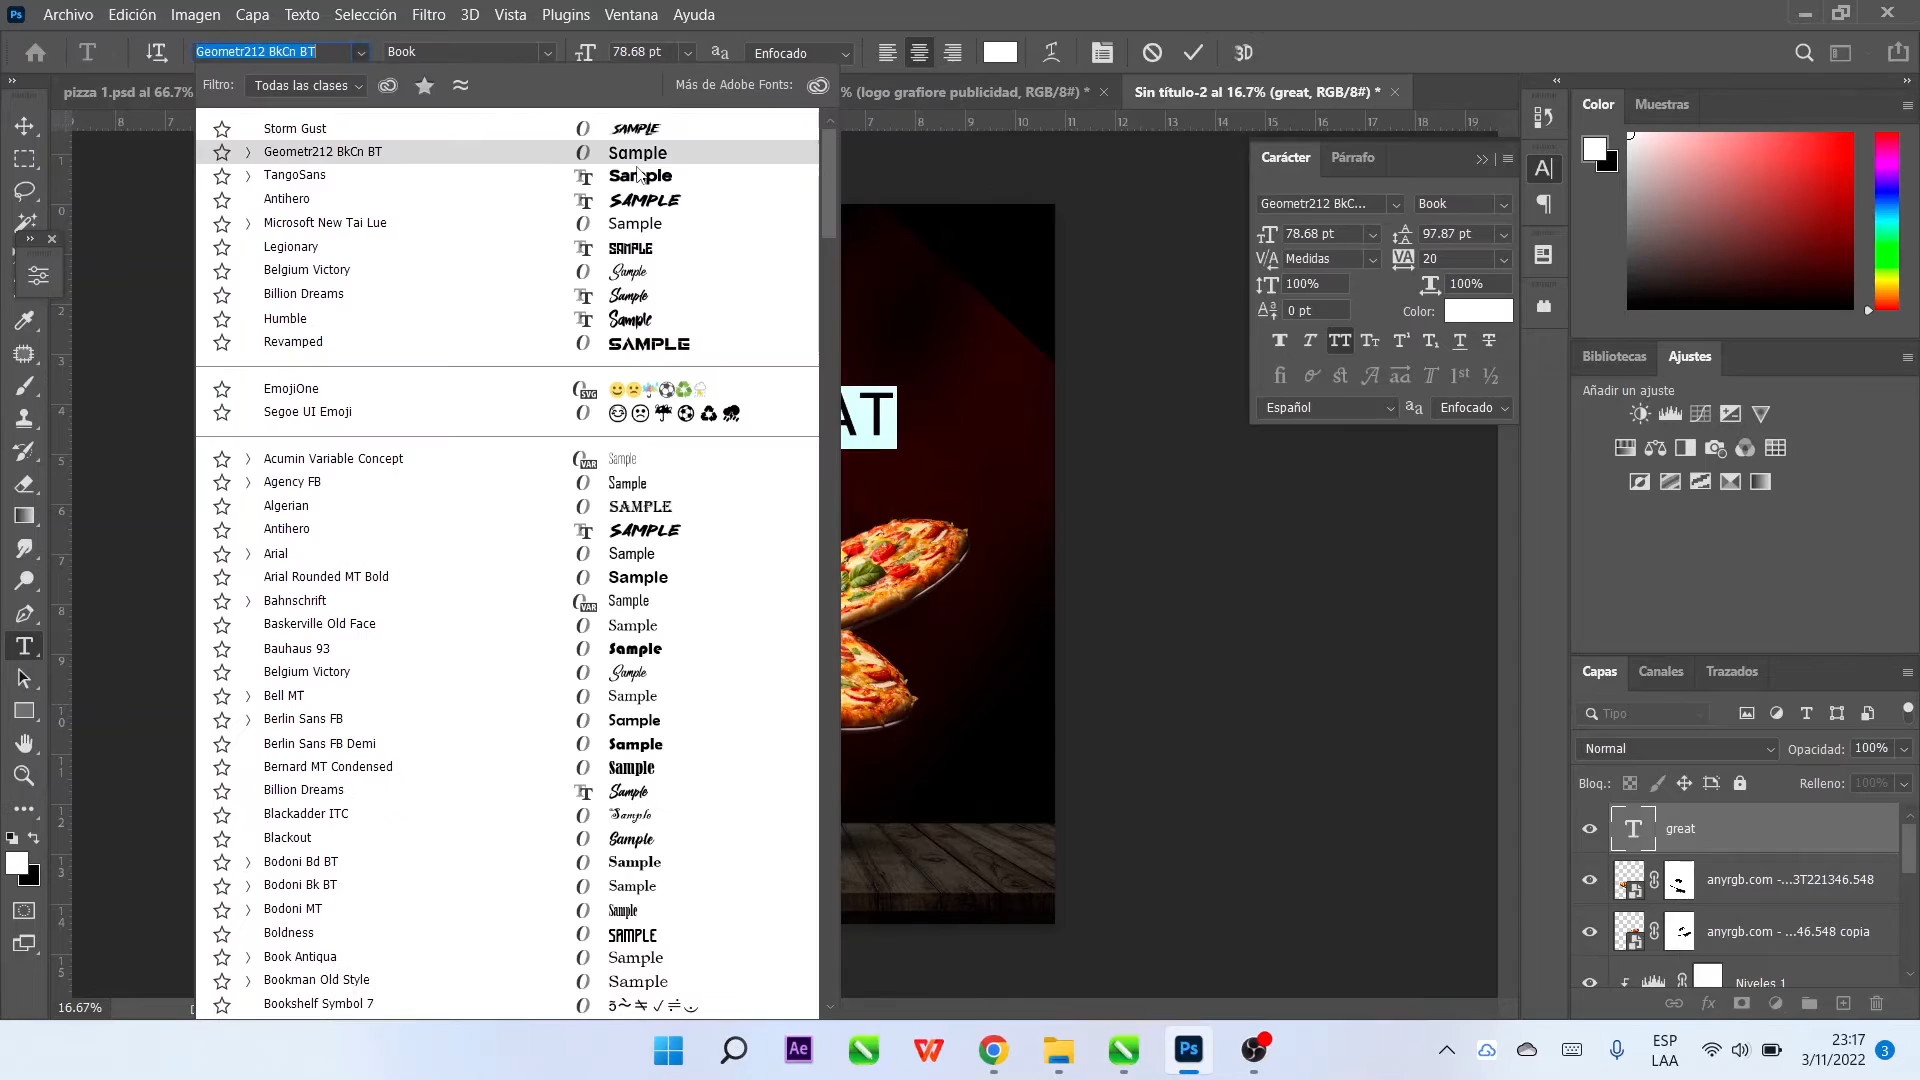 Archivo Edición Imagen Capa Texto Selección Filtro 3D Vista Plugins Ventana Ayuda
Geometr212 BkCn BT Book 78.68 pt Enfocado 3D
Filtro: Todas las clases Más de Adobe Fonts:
pizza 1.psd al 66.7% % (logo grafiore publicidad, RGB/8#) * Sin título-2 al 16.7% (great, RGB/8#) *
Storm Gust SAMPLE
Geometr212 BkCn BT Sample
TangoSans Sample
Antihero SAMPLE
Microsoft New Tai Lue Sample
Legionary SAMPLE
Belgium Victory Sample
Billion Dreams Sample
Humble Sample
Revamped SAMPLE
EmojiOne
Segoe UI Emoji
Acumin Variable Concept Sample
Agency FB Sample
Algerian SAMPLE
Antihero SAMPLE
Arial Sample
Arial Rounded MT Bold Sample
Bahnschrift Sample
Baskerville Old Face Sample
Bauhaus 93 Sample
Belgium Victory Sample
Bell MT Sample
Berlin Sans FB Sample
Berlin Sans FB Demi Sample
Bernard MT Condensed Sample
Billion Dreams Sample
Blackadder ITC Sample
Blackout Sample
Bodoni Bd BT Sample
Bodoni Bk BT Sample
Bodoni MT Sample
Boldness SAMPLE
Book Antiqua Sample
Bookman Old Style Sample
Bookshelf Symbol 7
AT
Carácter Párrafo
Geometr212 BkC... Book
78.68 pt 97.87 pt
Medidas 20
100% 100%
0 pt Color:
Español Enfocado
Color Muestras
Bibliotecas Ajustes
Añadir un ajuste
Capas Canales Trazados
Tipo
Normal Opacidad: 100%
Bloq.: Relleno: 100%
great
anyrgb.com -...3T221346.548
anyrgb.com - ...46.548 copia
Niveles 1
16.67%
ESP
LAA
23:17
3/11/2022
3